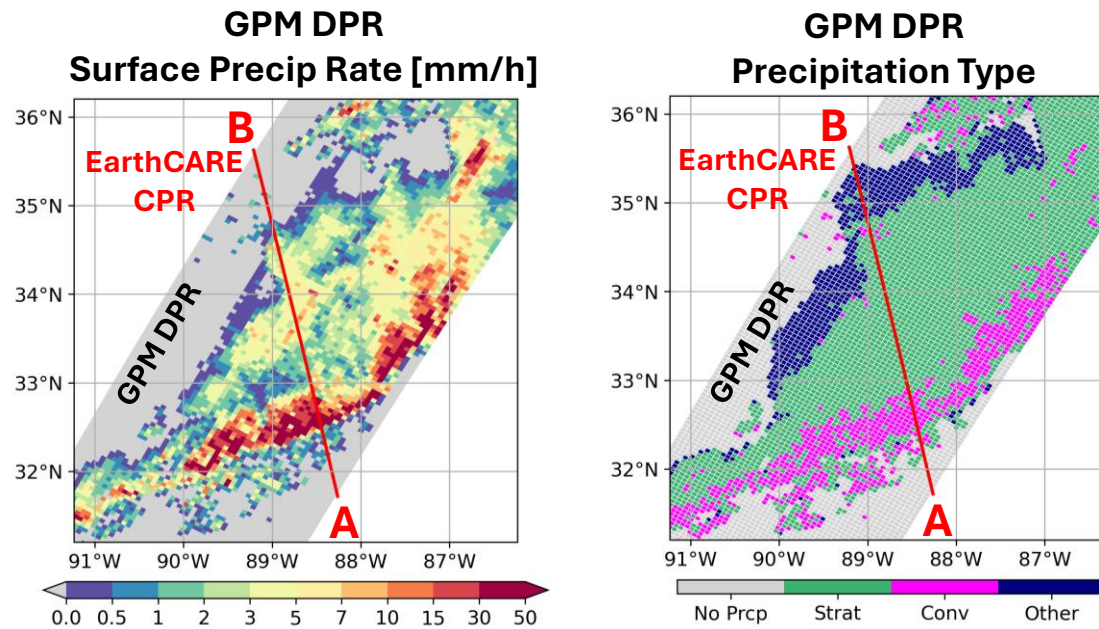 GPM DPR
Surface Precip Rate [mm/h]
36°N
35°N
34°N
33°N
32°N
B
EarthCARE
CPR
GPM DPR
A
91°W 90°W 89°W 88°W 87°W
0.0 0.5 1 2 3 5 7 10 15 30 50
GPM DPR
Precipitation Type
36°N
35°N
34°N
33°N
32°N
B
EarthCARE
CPR
GPM DPR
A
91°W 90°W 89°W 88°W 87°W
No Prcp Strat Conv Other